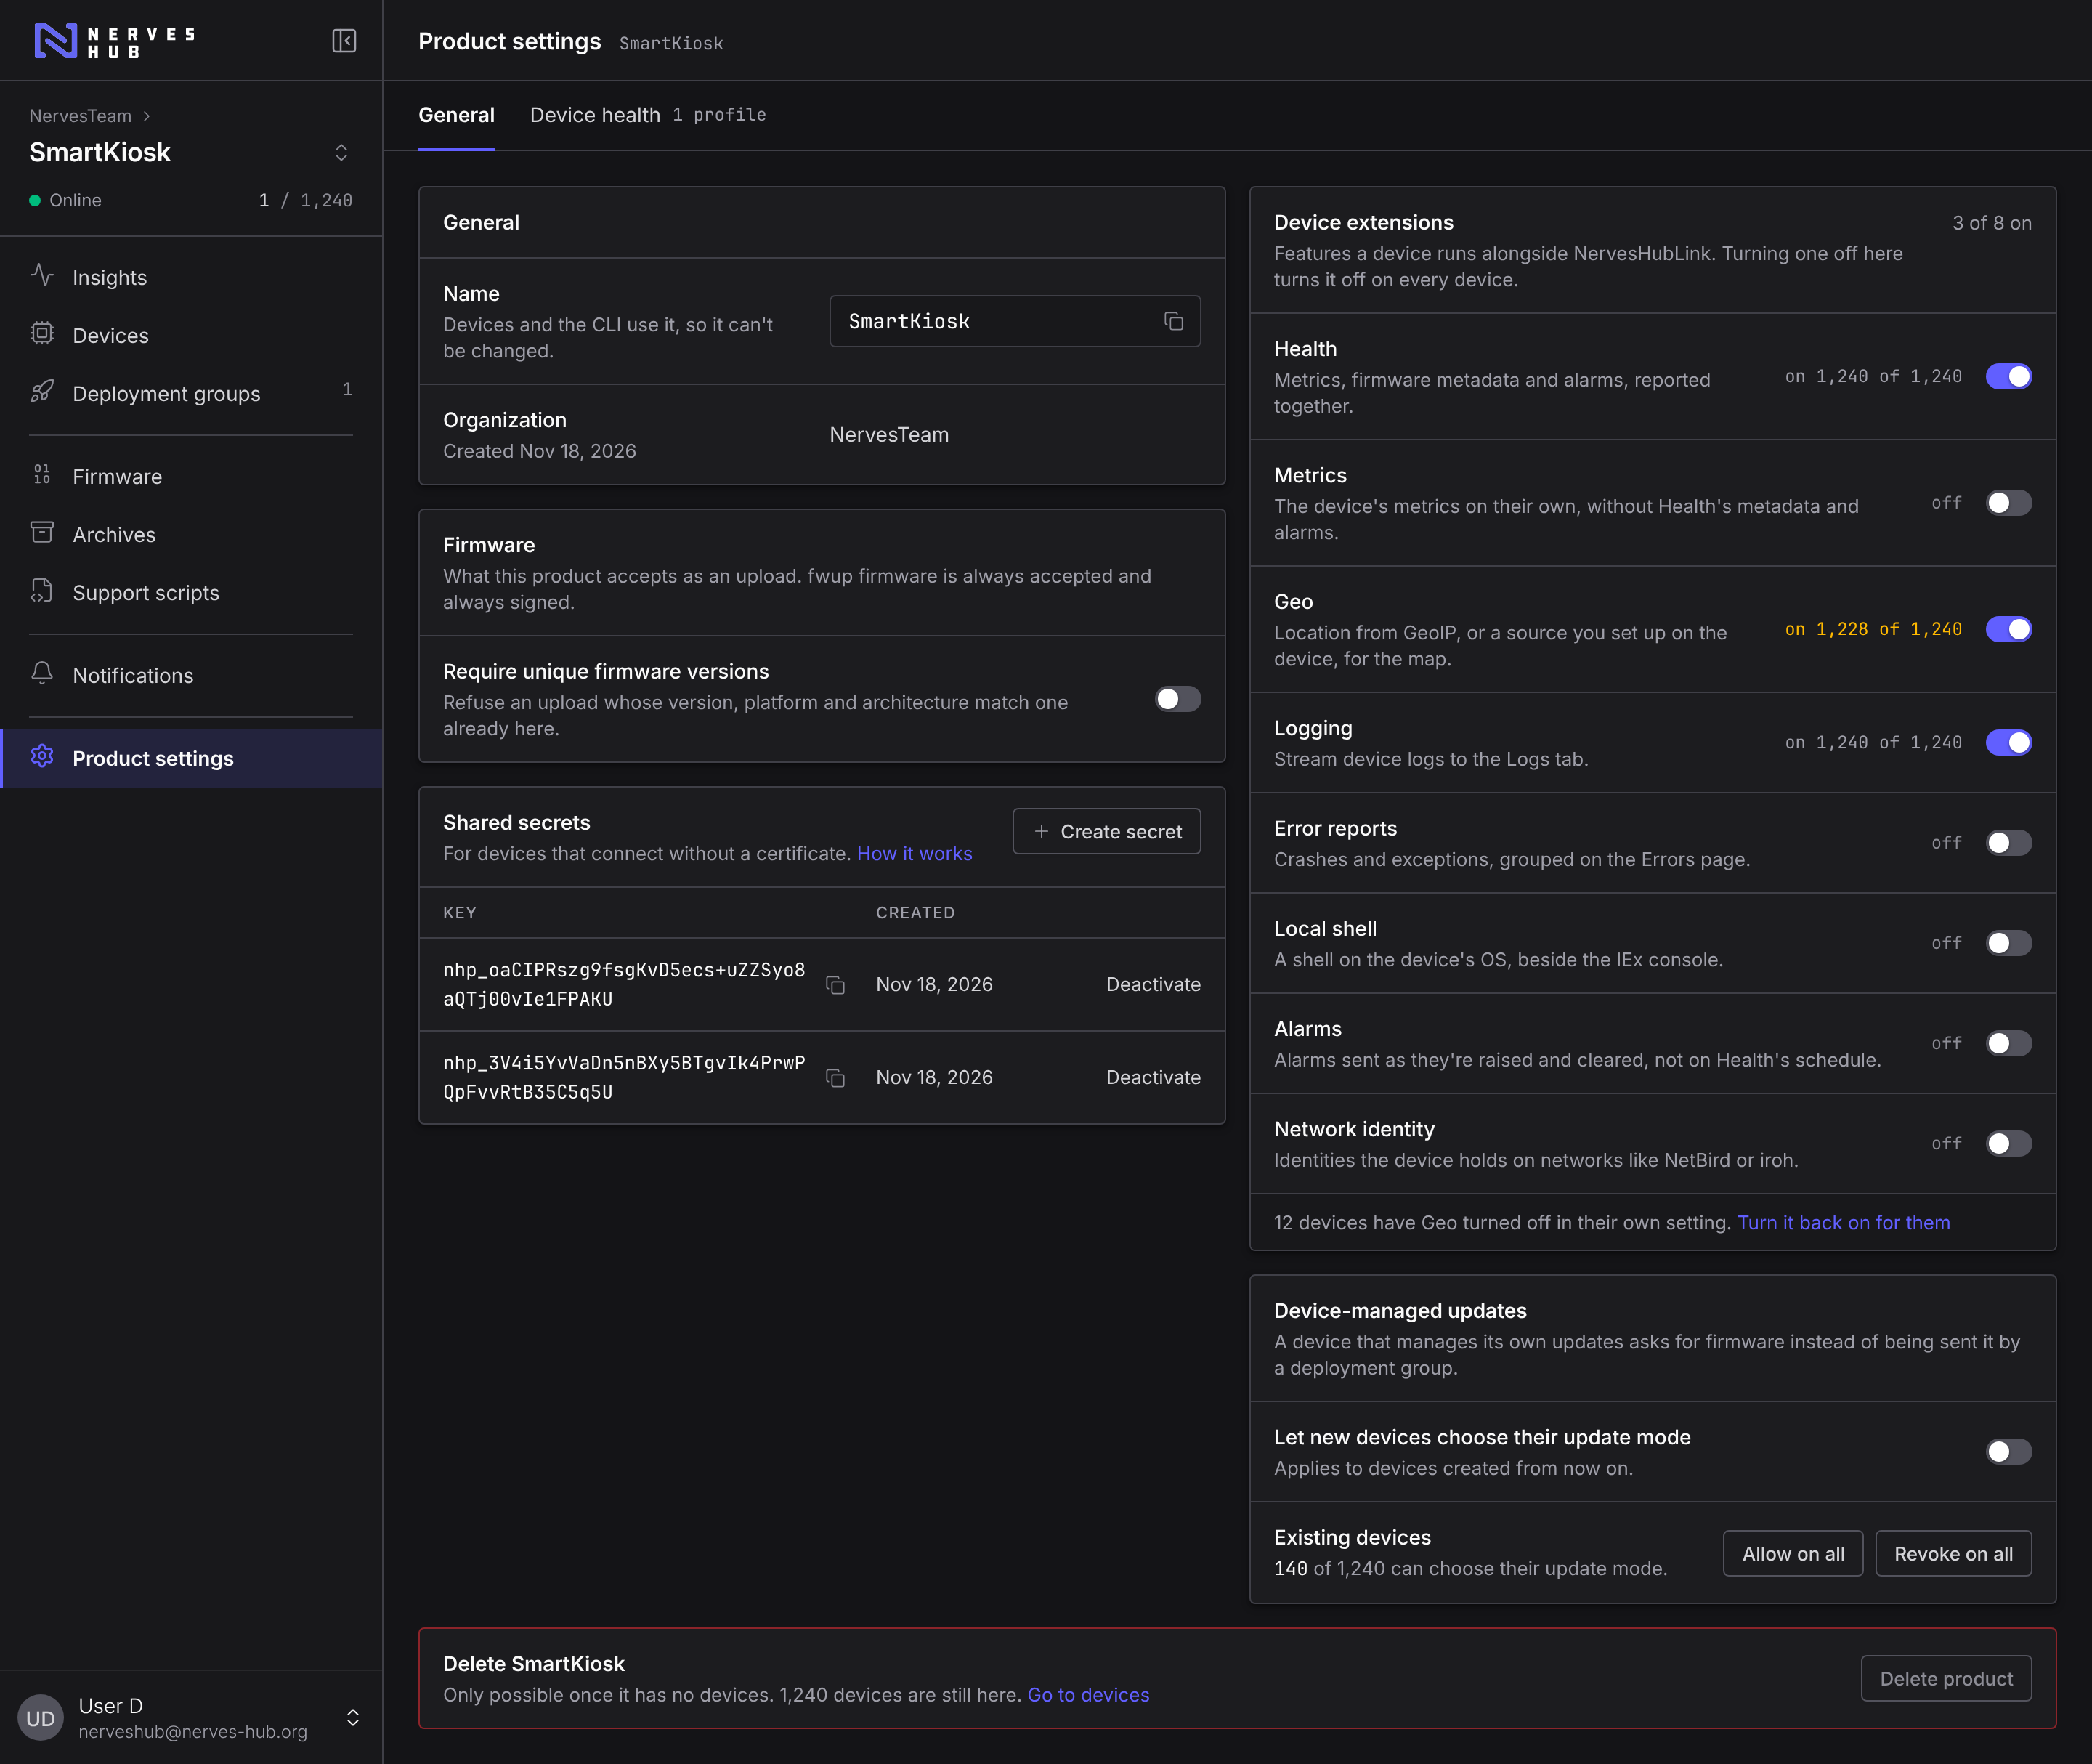 NERVES
HUB
NervesTeam
SmartKiosk
Online
1 / 1,240
Insights
Devices
Deployment groups
1
Firmware
Archives
Support scripts
Notifications
Product settings
User D
nerveshub@nerves-hub.org
UD
Product settings SmartKiosk
General
Device health 1 profile
General
Name
Devices and the CLI use it, so it can't
be changed.
SmartKiosk
Organization
Created Nov 18, 2026
NervesTeam
Firmware
What this product accepts as an upload. fwup firmware is always accepted and
always signed.
Require unique firmware versions
Refuse an upload whose version, platform and architecture match one
already here.
Shared secrets
For devices that connect without a certificate. How it works
Create secret
KEY
CREATED
nhp_oaCIPRszg9fsgKvD5ecs+uZZSyo8
aQTj00vIe1FPAKU
Nov 18, 2026
Deactivate
nhp_3V4i5YvVaDn5nBXy5BTgvIk4PrwP
QpFvvRtB35C5q5U
Nov 18, 2026
Deactivate
Device extensions
3 of 8 on
Features a device runs alongside NervesHubLink. Turning one off here
turns it off on every device.
Health
Metrics, firmware metadata and alarms, reported
together.
on 1,240 of 1,240
Metrics
The device's metrics on their own, without Health's metadata and
alarms.
off
Geo
Location from GeoIP, or a source you set up on the
device, for the map.
on 1,228 of 1,240
Logging
Stream device logs to the Logs tab.
on 1,240 of 1,240
Error reports
Crashes and exceptions, grouped on the Errors page.
off
Local shell
A shell on the device's OS, beside the IEx console.
off
Alarms
Alarms sent as they're raised and cleared, not on Health's schedule.
off
Network identity
Identities the device holds on networks like NetBird or iroh.
off
12 devices have Geo turned off in their own setting. Turn it back on for them
Device-managed updates
A device that manages its own updates asks for firmware instead of being sent it by
a deployment group.
Let new devices choose their update mode
Applies to devices created from now on.
Existing devices
140 of 1,240 can choose their update mode.
Allow on all
Revoke on all
Delete SmartKiosk
Only possible once it has no devices. 1,240 devices are still here. Go to devices
Delete product